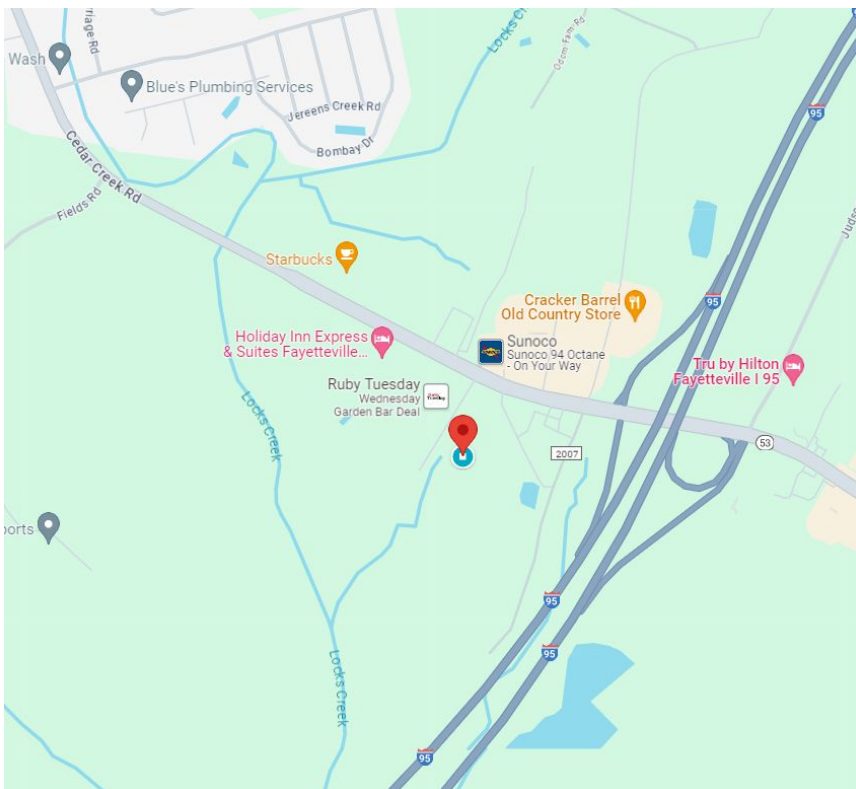 riage Rd
Locks C
Odom Farm Rd
95
Wash
Blue's Plumbing Services
Jereens Creek Rd
Bombay Dr
95
Cedar Creek Rd
Fields Rd
Judso
Starbucks
Cracker Barrel
Old Country Store
95
Holiday Inn Express
& Suites Fayetteville...
Sunoco
Sunoco 94 Octane
- On Your Way
Tru by Hilton
Fayetteville I 95
Ruby Tuesday
Wednesday
Garden Bar Deal
Locks Creek
53
2007
orts
95
Locks Creek
95
95